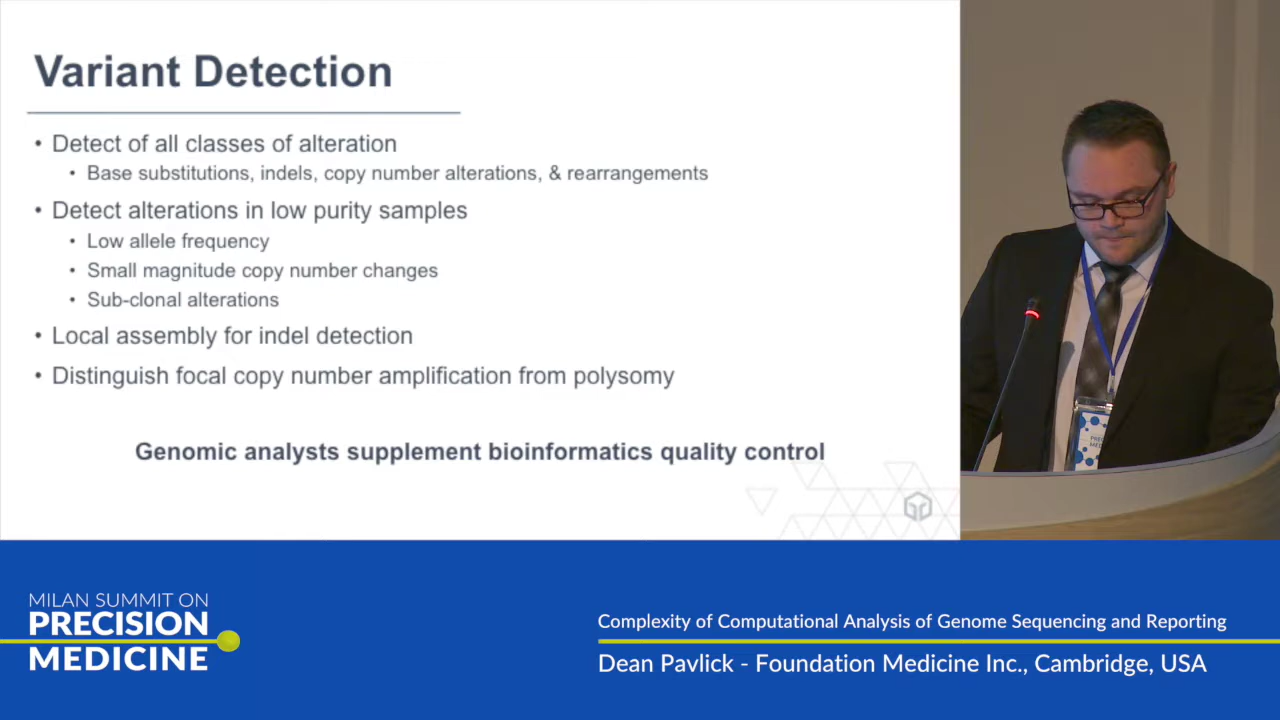 Variant Detection
• Detect of all classes of alteration
• Base substitutions, indels, copy number alterations, & rearrangements
• Detect alterations in low purity samples
• Low allele frequency
• Small magnitude copy number changes
• Sub-clonal alterations
• Local assembly for indel detection
• Distinguish focal copy number amplification from polysomy
Genomic analysts supplement bioinformatics quality control
MILAN SUMMIT ON
PRECISION
MEDICINE
Complexity of Computational Analysis of Genome Sequencing and Reporting
Dean Pavlick - Foundation Medicine Inc., Cambridge, USA